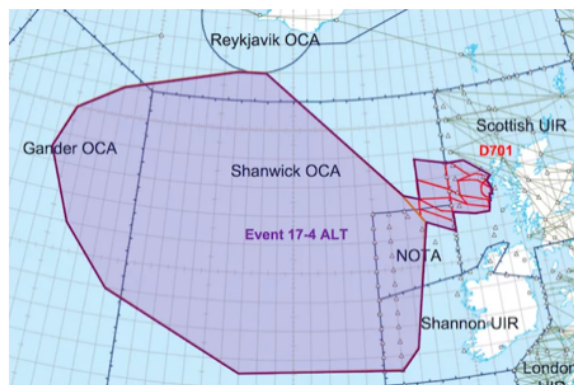 Reykjavik OCA
Scottish UIR
Gander OCA
D701
Shanwick OCA
Event 17-4 ALT
NOTA
Shannon UIR
London
UIR